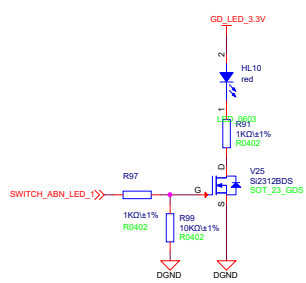 GD_LED_3.3V
2
HL10
red
1
LED_0603
R91
1KΩ\±1%
R0402
R97
D
V25
Si2312BDS
SOT_23_GDS
SWITCH_ABN_LED_1
G
S
1KΩ\±1%
R0402
R99
10KΩ\±1%
R0402
DGND
DGND